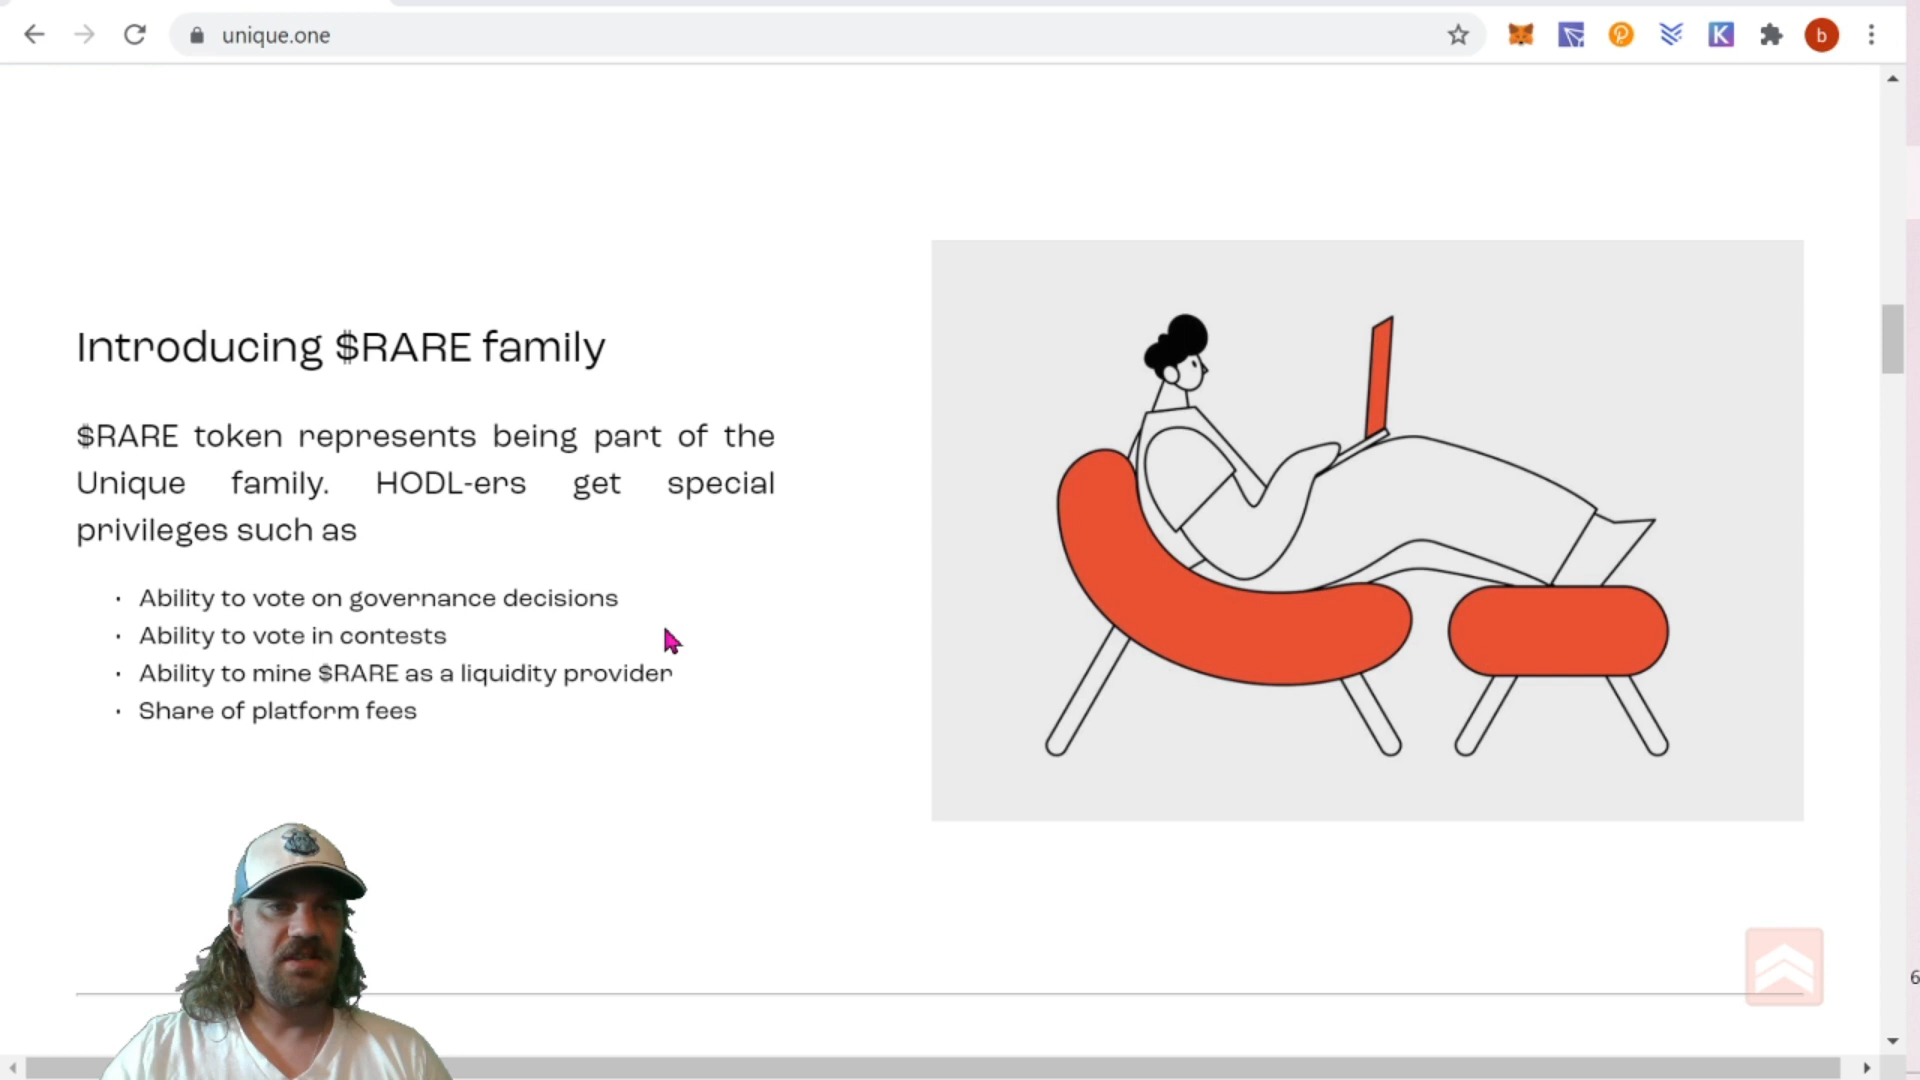 unique.one
b
Introducing $RARE family
$RARE token represents being part of the
Unique family. HODL-ers get special
privileges such as
· Ability to vote on governance decisions
· Ability to vote in contests
· Ability to mine $RARE as a liquidity provider
· Share of platform fees
6